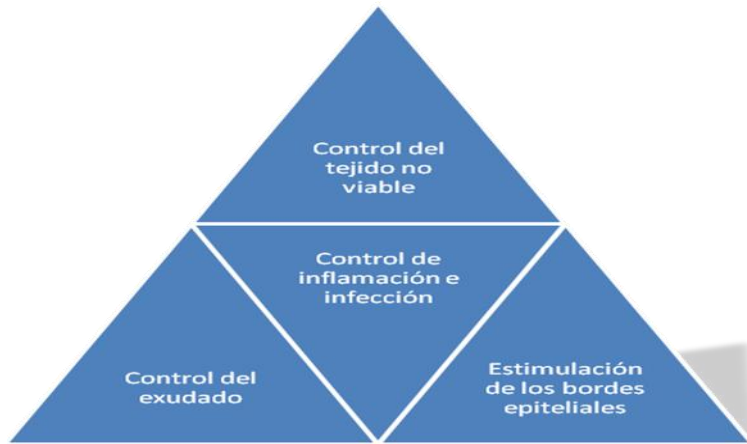 Control del
tejido no
viable
Control de
inflamación e
infección
Control del
exudado
Estimulación
de los bordes
epiteliales